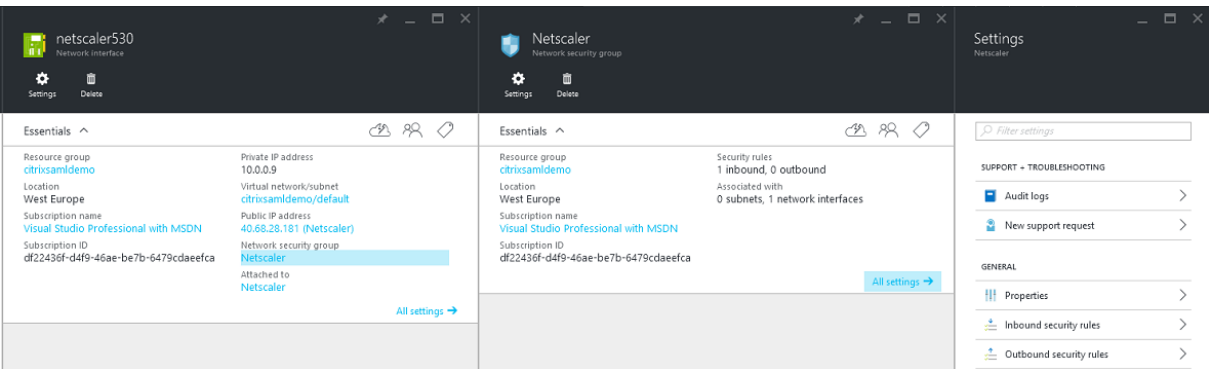 netscaler530
Network interface
Settings
Delete
Essentials
Resource group
citrixsamldemo
Location
West Europe
Subscription name
Visual Studio Professional with MSDN
Subscription ID
df22436f-d4f9-46ae-be7b-6479cdaeefca
Private IP address
10.0.0.9
Virtual network/subnet
citrixsamldemo/default
Public IP address
40.68.28.181 (Netscaler)
Network security group
Netscaler
Attached to
Netscaler
All settings
Netscaler
Network security group
Settings
Delete
Essentials
Resource group
citrixsamldemo
Location
West Europe
Subscription name
Visual Studio Professional with MSDN
Subscription ID
df22436f-d4f9-46ae-be7b-6479cdaeefca
Security rules
1 inbound, 0 outbound
Associated with
0 subnets, 1 network interfaces
All settings
Settings
Netscaler
Filter settings
SUPPORT + TROUBLESHOOTING
Audit logs
New support request
GENERAL
Properties
Inbound security rules
Outbound security rules